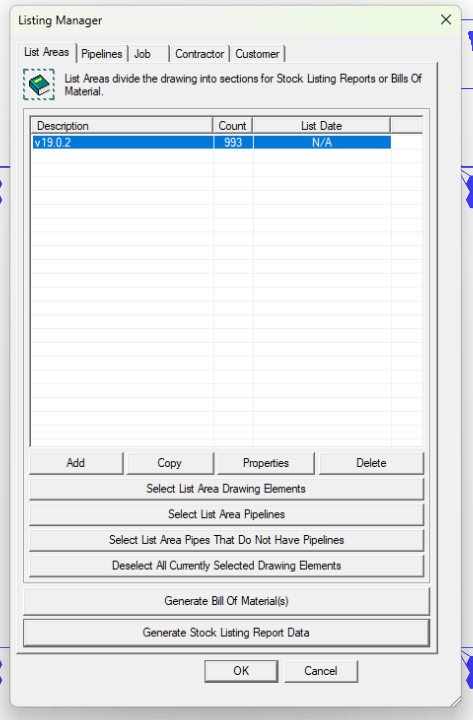 Listing Manager
List Areas Pipelines Job Contractor Customer
List Areas divide the drawing into sections for Stock Listing Reports or Bills Of
Material.
Description Count List Date
v19.0.2 993 N/A
Add Copy Properties Delete
Select List Area Drawing Elements
Select List Area Pipelines
Select List Area Pipes That Do Not Have Pipelines
Deselect All Currently Selected Drawing Elements
Generate Bill Of Material(s)
Generate Stock Listing Report Data
OK Cancel